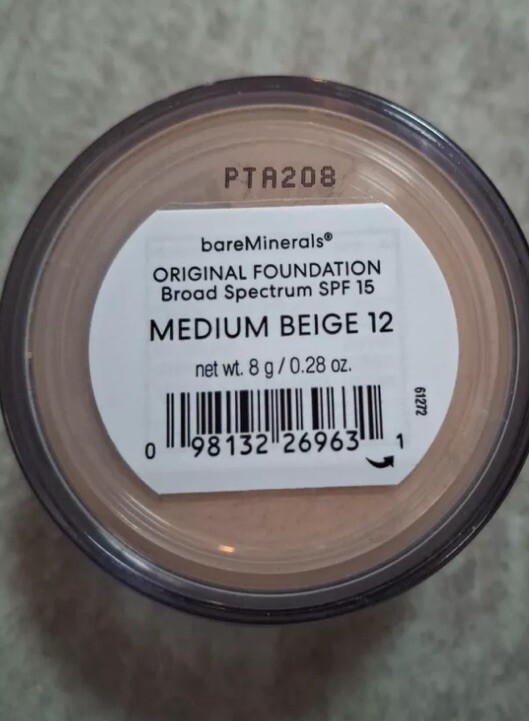 PTA208
bareMinerals®
ORIGINAL FOUNDATION
Broad Spectrum SPF 15
MEDIUM BEIGE 12
net wt. 8 g / 0.28 oz.
61272
0 98132 26963 1